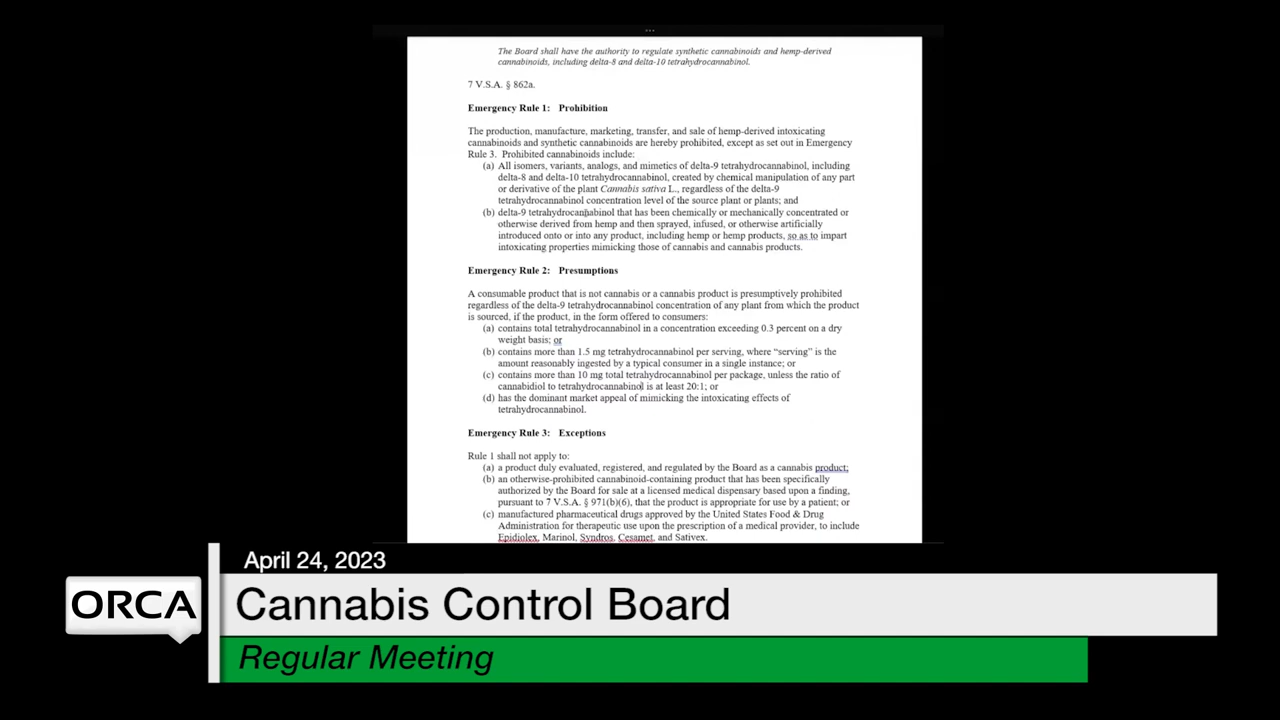 The Board shall have the authority to regulate synthetic cannabinoids and hemp-derived
cannabinoids, including delta-8 and delta-10 tetrahydrocannabinol.
7 V.S.A. § 862a.
Emergency Rule 1: Prohibition
The production, manufacture, marketing, transfer, and sale of hemp-derived intoxicating
cannabinoids and synthetic cannabinoids are hereby prohibited, except as set out in Emergency
Rule 3. Prohibited cannabinoids include:
(a) All isomers, variants, analogs, and mimetics of delta-9 tetrahydrocannabinol, including
delta-8 and delta-10 tetrahydrocannabinol, created by chemical manipulation of any part
or derivative of the plant Cannabis sativa L., regardless of the delta-9
tetrahydrocannabinol concentration level of the source plant or plants; and
(b) delta-9 tetrahydrocannabinol that has been chemically or mechanically concentrated or
otherwise derived from hemp and then sprayed, infused, or otherwise artificially
introduced onto or into any product, including hemp or hemp products, so as to impart
intoxicating properties mimicking those of cannabis and cannabis products.
Emergency Rule 2: Presumptions
A consumable product that is not cannabis or a cannabis product is presumptively prohibited
regardless of the delta-9 tetrahydrocannabinol concentration of any plant from which the product
is sourced, if the product, in the form offered to consumers:
(a) contains total tetrahydrocannabinol in a concentration exceeding 0.3 percent on a dry
weight basis; or
(b) contains more than 1.5 mg tetrahydrocannabinol per serving, where “serving” is the
amount reasonably ingested by a typical consumer in a single instance; or
(c) contains more than 10 mg total tetrahydrocannabinol per package, unless the ratio of
cannabidiol to tetrahydrocannabinol is at least 20:1; or
(d) has the dominant market appeal of mimicking the intoxicating effects of
tetrahydrocannabinol.
Emergency Rule 3: Exceptions
Rule 1 shall not apply to:
(a) a product duly evaluated, registered, and regulated by the Board as a cannabis product;
(b) an otherwise-prohibited cannabinoid-containing product that has been specifically
authorized by the Board for sale at a licensed medical dispensary based upon a finding,
pursuant to 7 V.S.A. § 971(b)(6), that the product is appropriate for use by a patient; or
(c) manufactured pharmaceutical drugs approved by the United States Food & Drug
Administration for therapeutic use upon the prescription of a medical provider, to include
Epidiolex, Marinol, Syndros, Cesamet, and Sativex.
April 24, 2023
ORCA
Cannabis Control Board
Regular Meeting